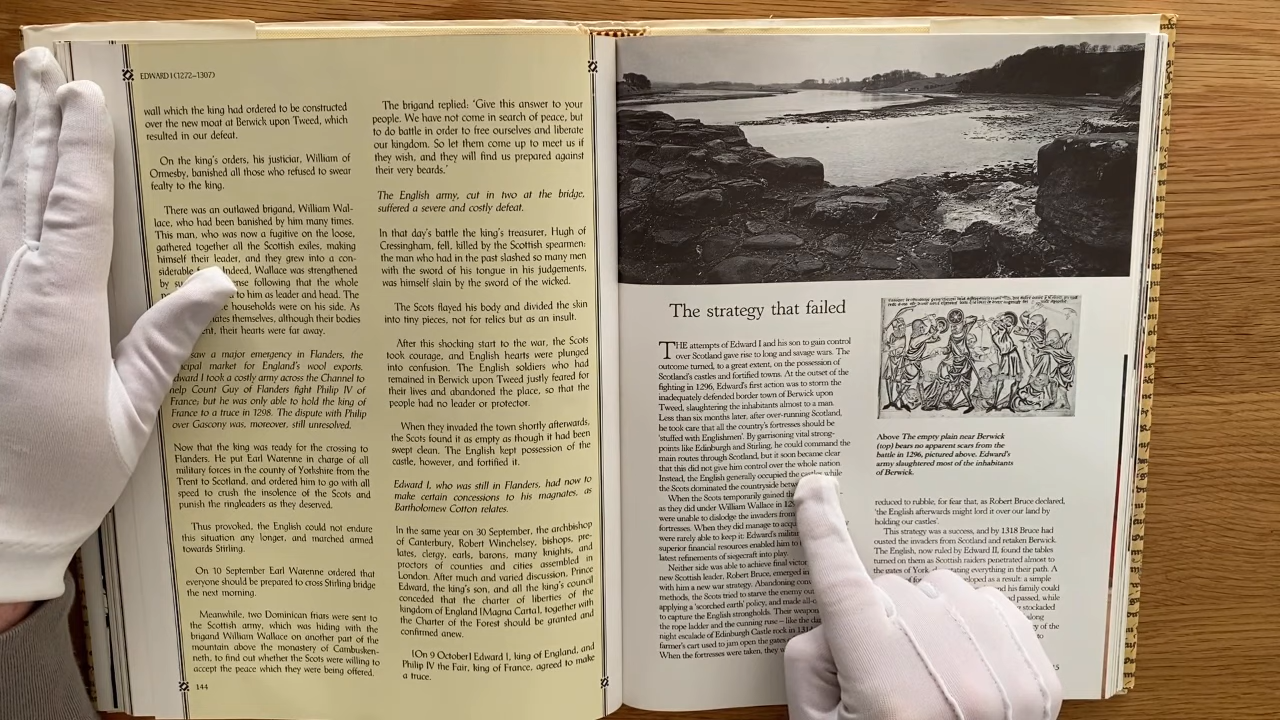 EDWARD I (1272–1307)
wall which the king had ordered to be constructed
over the new moat at Berwick upon Tweed, which
resulted in our defeat.
On the king's orders, his justiciar, William of
Ormesby, banished all those who refused to swear
fealty to the king.
There was an outlawed brigand, William Wal-
lace, who had been banished by him many times.
This man, who was now a fugitive on the loose,
gathered together all the Scottish exiles, making
himself their leader, and they grew into a con-
siderable Indeed, Wallace was strengthened
by following that the whole
to him as leader and head. The
households were on his side. As
themselves, although their bodies
their hearts were far away.
saw a major emergency in Flanders, the
market for England's wool exports.
Edward I took a costly army across the Channel to
help Count Guy of Flanders fight Philip IV of
France; but he was only able to hold the king of
France to a truce in 1298. The dispute with Philip
over Gascony was, moreover, still unresolved.
Now that the king was ready for the crossing to
Flanders. He put Earl Warenne in charge of all
military forces in the county of Yorkshire from the
Trent to Scotland, and ordered him to go with all
speed to crush the insolence of the Scots and
punish the ringleaders as they deserved.
Thus provoked, the English could not endure
this situation any longer, and marched armed
towards Stirling.
On 10 September Earl Warenne ordered that
everyone should be prepared to cross Stirling bridge
the next morning.
Meanwhile, two Dominican friars were sent to
the Scottish army, which was hiding with the
brigand William Wallace on another part of the
mountain above the monastery of Cambusken-
neth, to find out whether the Scots were willing to
accept the peace which they were being offered.
144
The brigand replied: 'Give this answer to your
people. We have not come in search of peace, but
to do battle in order to free ourselves and liberate
our kingdom. So let them come up to meet us if
they wish, and they will find us prepared against
their very beards.'
The English army, cut in two at the bridge,
suffered a severe and costly defeat.
In that day's battle the king's treasurer, Hugh of
Cressingham, fell, killed by the Scottish spearmen:
the man who had in the past slashed so many men
with the sword of his tongue in his judgements,
was himself slain by the sword of the wicked.
The Scots flayed his body and divided the skin
into tiny pieces, not for relics but as an insult.
After this shocking start to the war, the Scots
took courage, and English hearts were plunged
into confusion. The English soldiers who had
remained in Berwick upon Tweed justly feared for
their lives and abandoned the place, so that the
people had no leader or protector.
When they invaded the town shortly afterwards,
the Scots found it as empty as though it had been
swept clean. The English kept possession of the
castle, however, and fortified it.
Edward I, who was still in Flanders, had now to
make certain concessions to his magnates, as
Bartholomew Cotton relates.
In the same year on 30 September, the archbishop
of Canterbury, Robert Winchelsey, bishops, pre-
lates, clergy, earls, barons, many knights, and
proctors of counties and cities assembled in
London. After much and varied discussion, Prince
Edward, the king's son, and all the king's council
conceded that the charter of liberties of the
kingdom of England [Magna Carta], together with
the Charter of the Forest should be granted and
confirmed anew.
[On 9 October] Edward I, king of England, and
Philip IV the Fair, king of France, agreed to make
a truce.
The strategy that failed
THE attempts of Edward I and his son to gain control
over Scotland gave rise to long and savage wars. The
outcome turned, to a great extent, on the possession of
Scotland's castles and fortified towns. At the outset of the
fighting in 1296, Edward's first action was to storm the
inadequately defended border town of Berwick upon
Tweed, slaughtering the inhabitants almost to a man.
Less than six months later, after over-running Scotland,
he took care that all the country's fortresses should be
'stuffed with Englishmen'. By garrisoning vital strong-
points like Edinburgh and Stirling, he could command the
main routes through Scotland, but it soon became clear
that this did not give him control over the whole nation
Instead, the English generally occupied the castles while
the Scots dominated the countryside
When the Scots temporarily gained
as they did under William Wallace in
were unable to dislodge the invaders from
fortresses. When they did manage to
were rarely able to keep it: Edward's
superior financial resources enabled him to
latest refinements of siegecraft into play.
Neither side was able to achieve final
new Scottish leader, Robert Bruce, emerged in
with him a new war strategy. Abandoning
methods, the Scots tried to starve the enemy
applying a 'scorched earth' policy, and made
to capture the English strongholds. Their
the rope ladder and the cunning ruse – like the
night escalade of Edinburgh Castle rock in
farmer's cart used to jam open the gates
When the fortresses were taken, they
Above The empty plain near Berwick
(top) bears no apparent scars from the
battle in 1296, pictured above. Edward's
army slaughtered most of the inhabitants
of Berwick.
reduced to rubble, for fear that, as Robert Bruce declared,
'the English afterwards might lord it over our land by
holding our castles'.
This strategy was a success, and by 1318 Bruce had
ousted the invaders from Scotland and retaken Berwick.
The English, now ruled by Edward II, found the tables
turned on them as Scottish raiders penetrated almost to
the gates of York, everything in their path. A
developed as a result: a simple
and his family could
passed, while
stockaded
along
of the
to